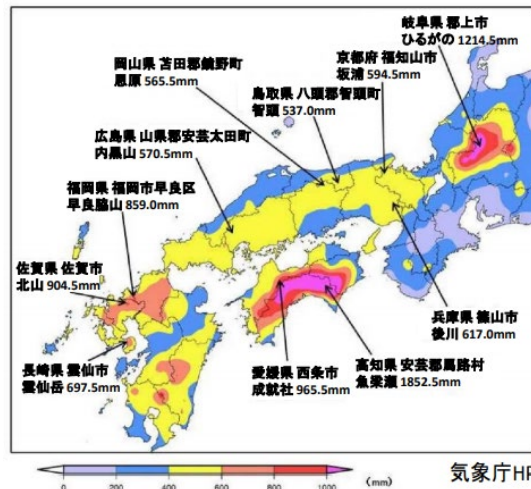 岐阜県 郡上市
ひるがの 1214.5mm
京都府 福知山市
坂浦 594.5mm
岡山県 苫田郡鏡野町
恩原 565.5mm
鳥取県 八頭郡智頭町
智頭 537.0mm
広島県 山県郡安芸太田町
内黒山 570.5mm
福岡県 福岡市早良区
早良脇山 859.0mm
佐賀県 佐賀市
北山 904.5mm
兵庫県 篠山市
後川 617.0mm
長崎県 雲仙市
雲仙岳 697.5mm
愛媛県 西条市
成就社 965.5mm
高知県 安芸郡馬路村
魚梁瀬 1852.5mm
0 200 400 600 800 1000 (mm)
気象庁HP